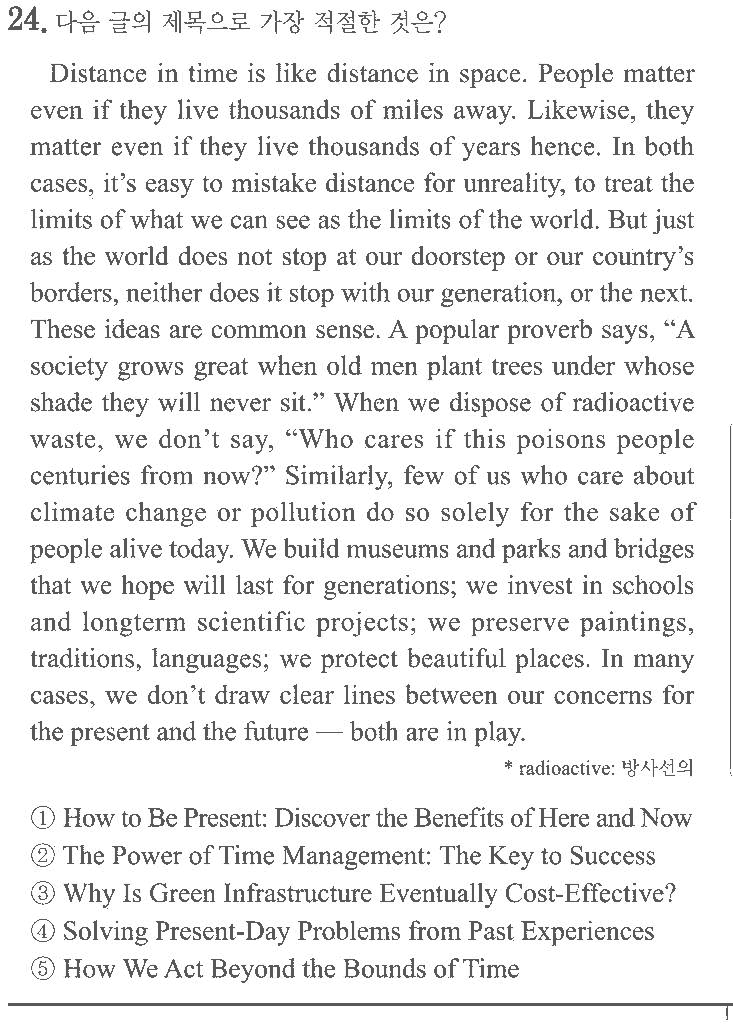 24. 다음 글의 제목으로 가장 적절한 것은?
Distance in time is like distance in space. People matter
even if they live thousands of miles away. Likewise, they
matter even if they live thousands of years hence. In both
cases, it's easy to mistake distance for unreality, to treat the
limits of what we can see as the limits of the world. But just
as the world does not stop at our doorstep or our country's
borders, neither does it stop with our generation, or the next.
These ideas are common sense. A popular proverb says, “A
society grows great when old men plant trees under whose
shade they will never sit.” When we dispose of radioactive
waste, we don't say, “Who cares if this poisons people
centuries from now?” Similarly, few of us who care about
climate change or pollution do so solely for the sake of
people alive today. We build museums and parks and bridges
that we hope will last for generations; we invest in schools
and longterm scientific projects; we preserve paintings,
traditions, languages; we protect beautiful places. In many
cases, we don't draw clear lines between our concerns for
the present and the future — both are in play.
* radioactive: 방사선의
① How to Be Present: Discover the Benefits of Here and Now
② The Power of Time Management: The Key to Success
③ Why Is Green Infrastructure Eventually Cost-Effective?
④ Solving Present-Day Problems from Past Experiences
⑤ How We Act Beyond the Bounds of Time